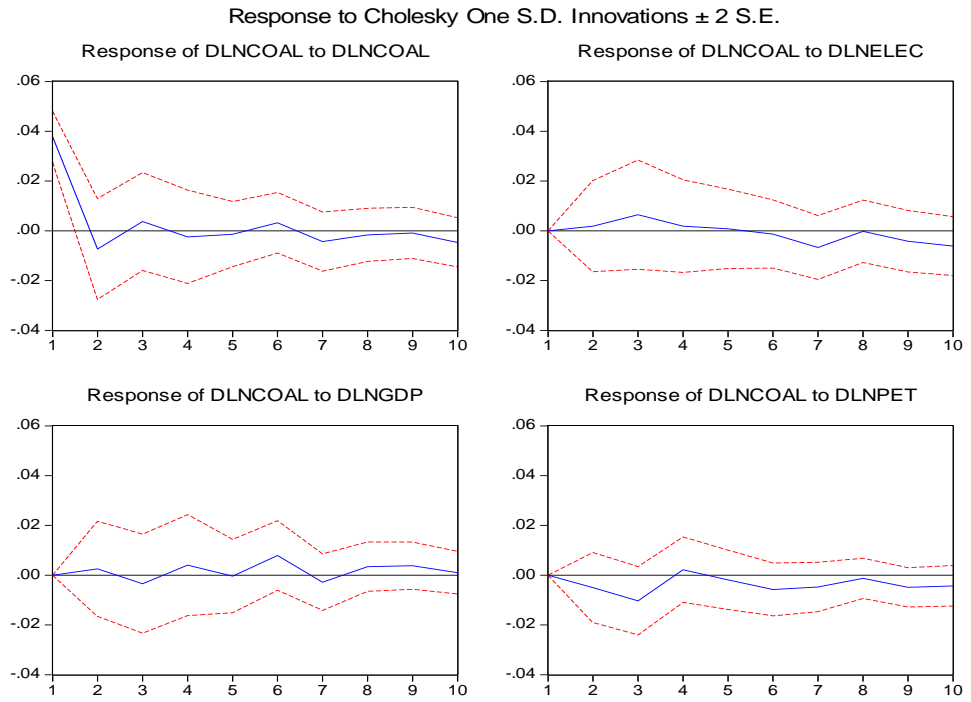 Response to Cholesky One S.D. Innovations ± 2 S.E.
Response of DLNCOAL to DLNCOAL
.06
.04
.02
.00
-.02
-.04
1 2 3 4 5 6 7 8 9 10
Response of DLNCOAL to DLNELEC
.06
.04
.02
.00
-.02
-.04
1 2 3 4 5 6 7 8 9 10
Response of DLNCOAL to DLNGDP
.06
.04
.02
.00
-.02
-.04
1 2 3 4 5 6 7 8 9 10
Response of DLNCOAL to DLNPET
.06
.04
.02
.00
-.02
-.04
1 2 3 4 5 6 7 8 9 10